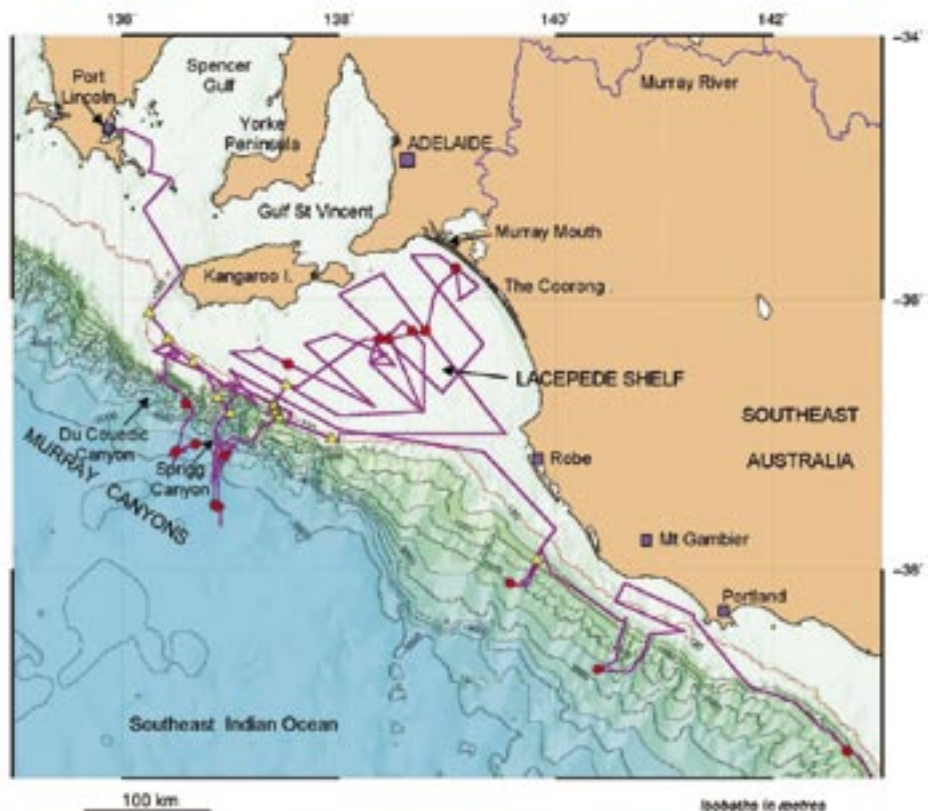 136°
138°
140°
142°
-34°
Spencer
Gulf
Port
Lincoln
Murray River
Yorke
Peninsala
ADELAIDE
Gulf St Vincent
Murray Mouth
Kangaroo I.
The Coorong
-36°
LACEPEDE SHELF
SOUTHEAST
AUSTRALIA
Du Couedic
Canyon
Sprigg
Canyon
MURRAY CANYONS
Robe
Mt Gambier
-38°
Portland
Southeast Indian Ocean
100 km
Isobaths in metres